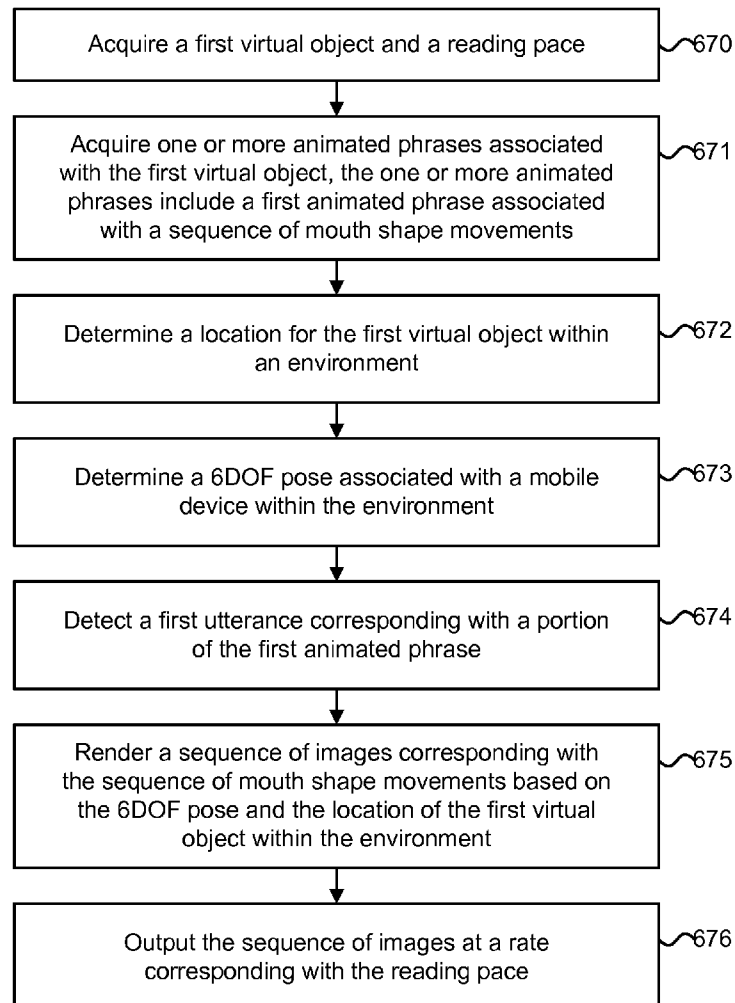 Acquire a first virtual object and a reading pace
670
Acquire one or more animated phrases associated
with the first virtual object, the one or more animated
phrases include a first animated phrase associated
with a sequence of mouth shape movements
671
Determine a location for the first virtual object within
an environment
672
Determine a 6DOF pose associated with a mobile
device within the environment
673
Detect a first utterance corresponding with a portion
of the first animated phrase
674
Render a sequence of images corresponding with
the sequence of mouth shape movements based on
the 6DOF pose and the location of the first virtual
object within the environment
675
Output the sequence of images at a rate
corresponding with the reading pace
676